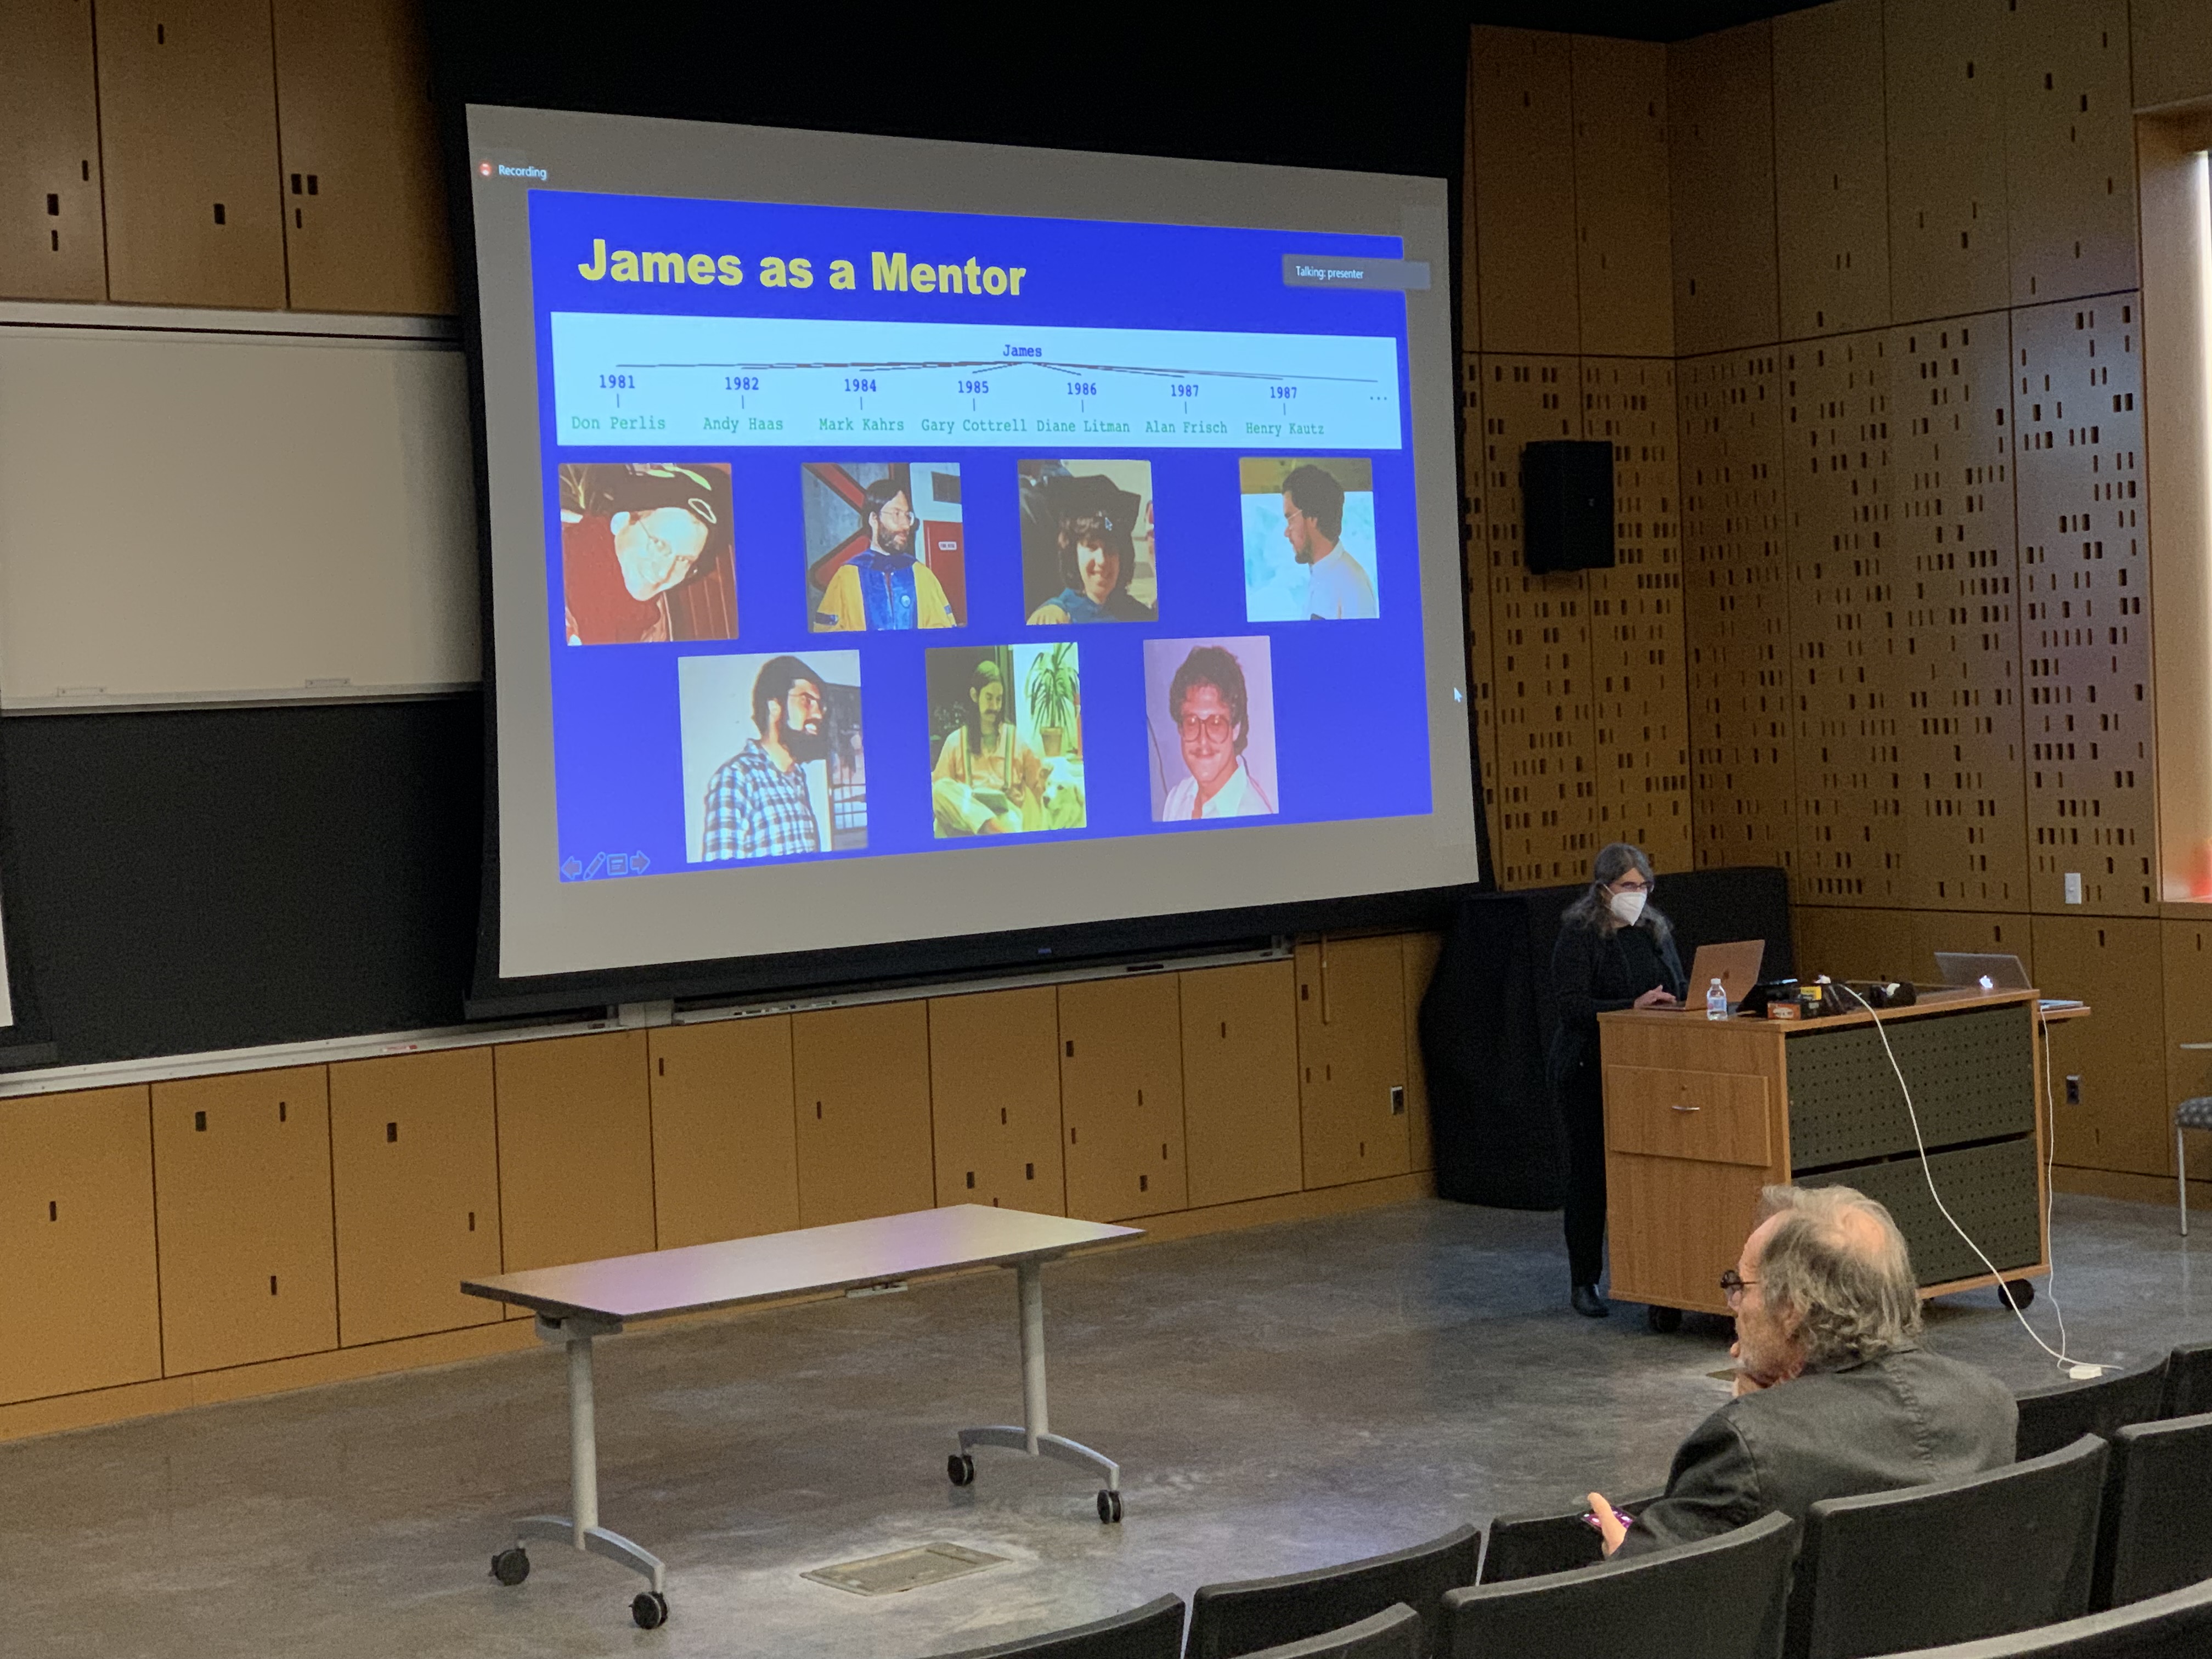 Recording
James as a Mentor
Talking: presenter
James
1981 1982 1984 1985 1986 1987 1987 ...
Don Perlis Andy Haas Mark Kahrs Gary Cottrell Diane Litman Alan Frisch Henry Kautz